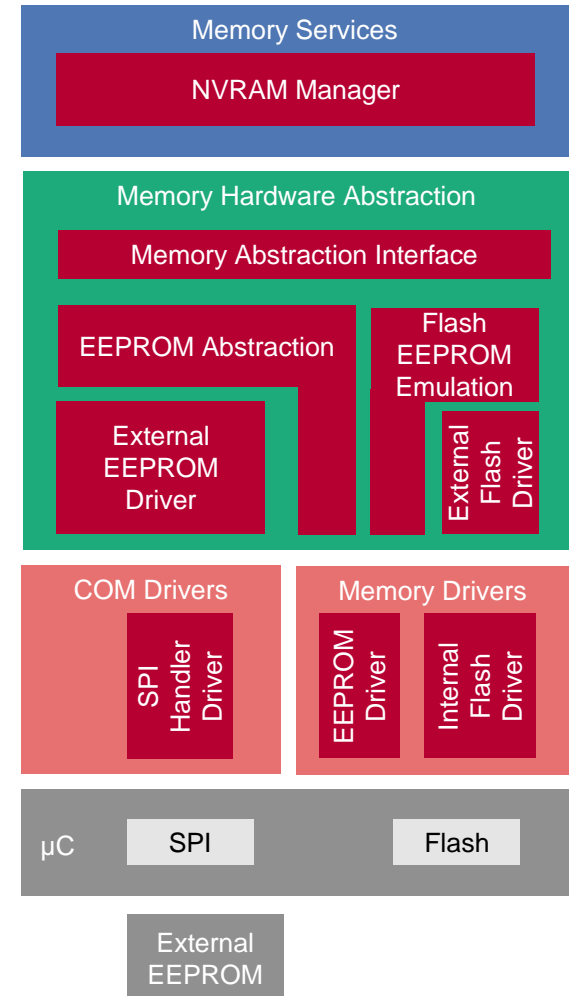 Memory Services
NVRAM Manager
Memory Hardware Abstraction
Memory Abstraction Interface
EEPROM Abstraction
Flash
EEPROM
Emulation
External
EEPROM
Driver
External
Flash
Driver
COM Drivers
Memory Drivers
SPI
Handler
Driver
EEPROM
Driver
Internal
Flash
Driver
µC
SPI
Flash
External
EEPROM